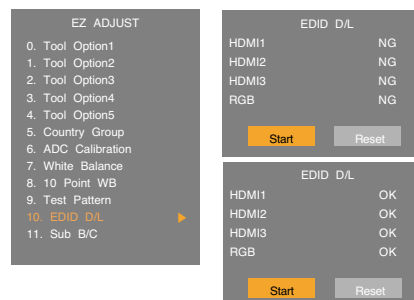 EZ ADJUST
0. Tool Option1
1. Tool Option2
2. Tool Option3
3. Tool Option4
4. Tool Option5
5. Country Group
6. ADC Calibration
7. White Balance
8. 10 Point WB
9. Test Pattern
10. EDID D/L
11. Sub B/C
EDID D/L
HDMI1 NG
HDMI2 NG
HDMI3 NG
RGB NG
Start Reset
EDID D/L
HDMI1 OK
HDMI2 OK
HDMI3 OK
RGB OK
Start Reset